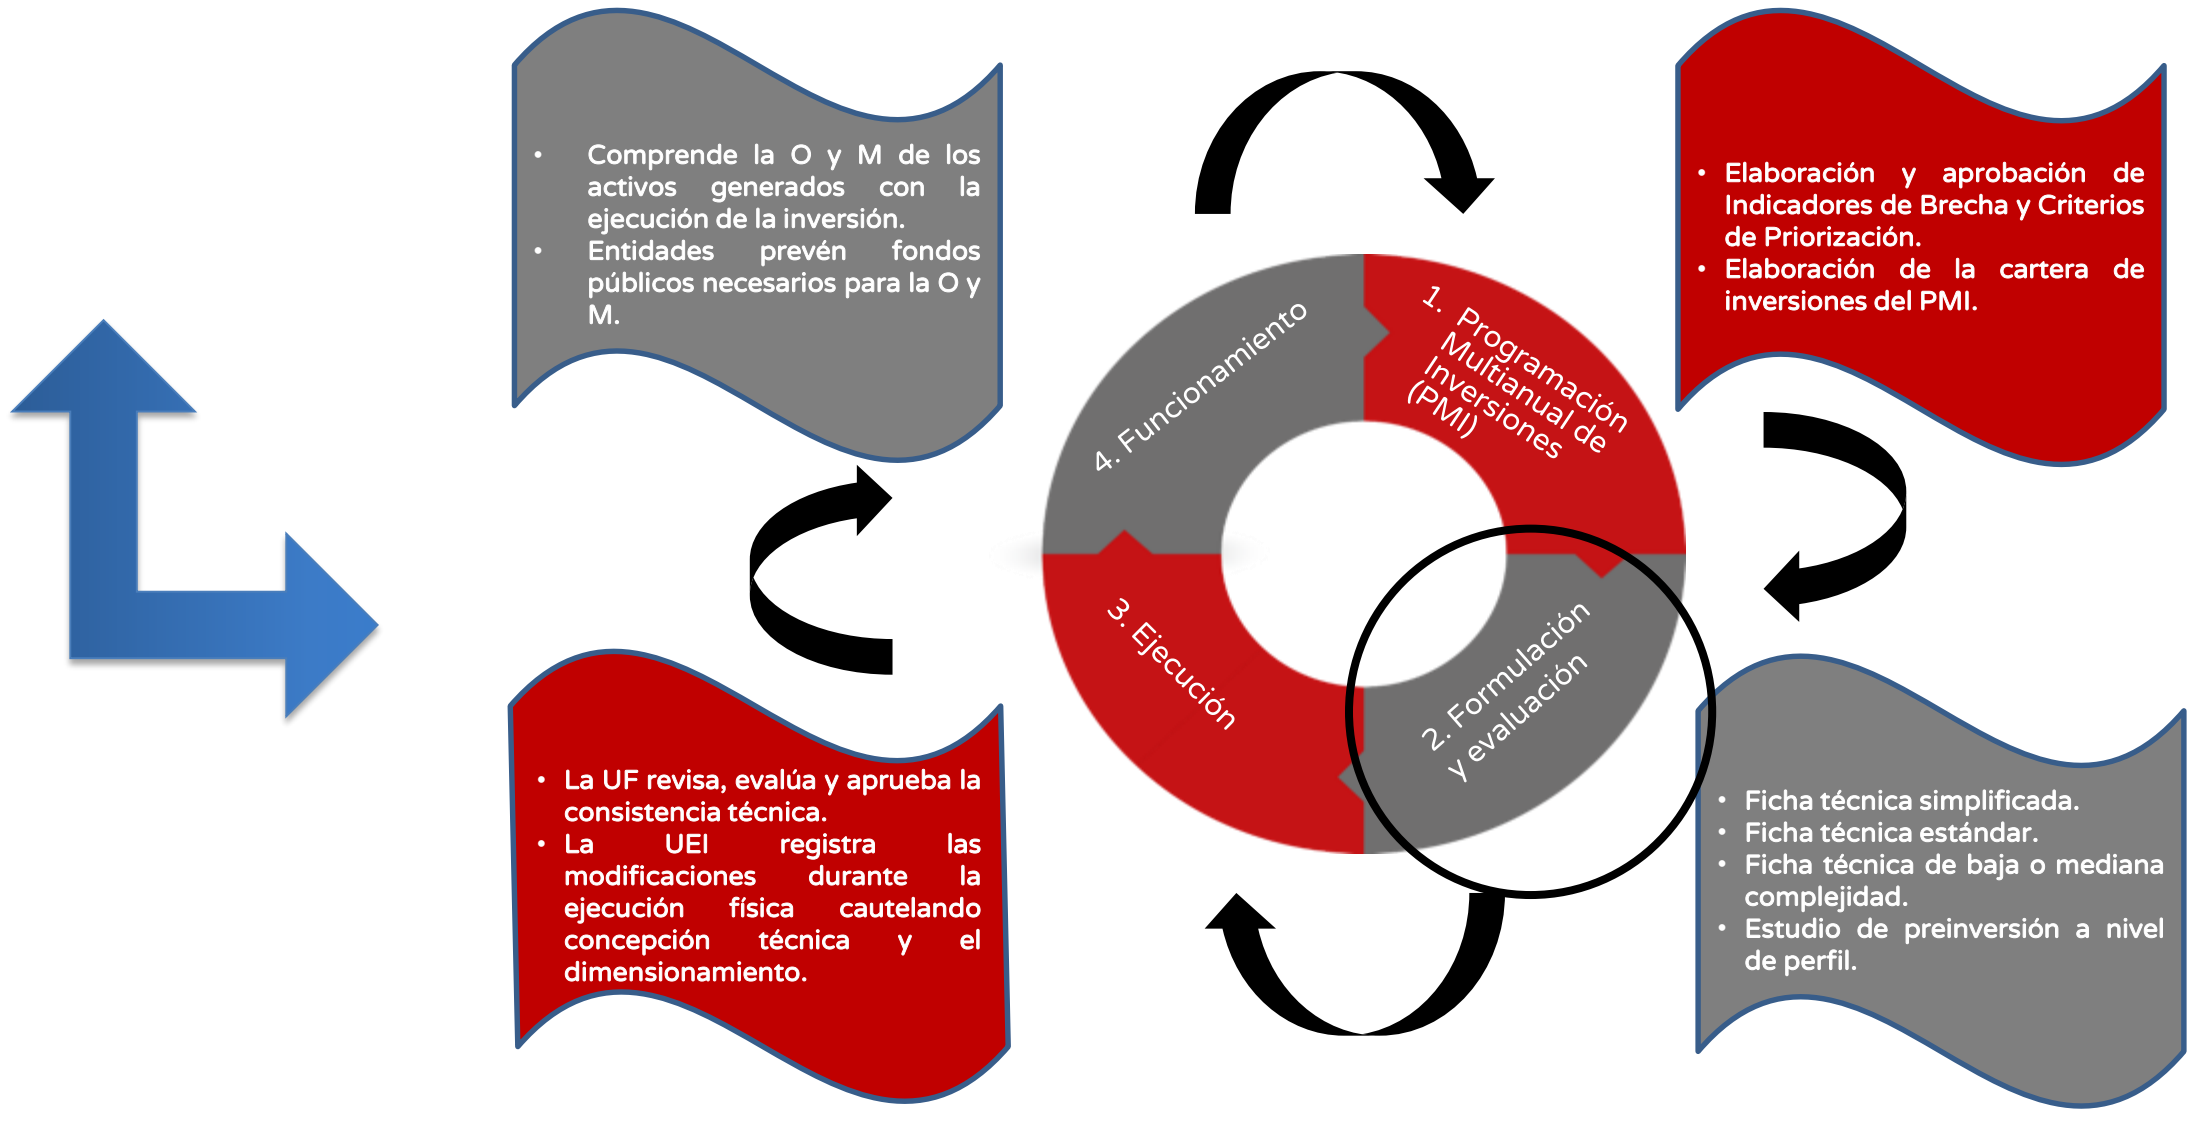 • Comprende la O y M de los
activos generados con la
ejecución de la inversión.
• Entidades prevén fondos
públicos necesarios para la O y
M.
• Elaboración y aprobación de
Indicadores de Brecha y Criterios
de Priorización.
• Elaboración de la cartera de
inversiones del PMI.
4. Funcionamiento
1. Programación
Multianual de
Inversiones
(PMI)
3. Ejecución
2. Formulación
y evaluación
• La UF revisa, evalúa y aprueba la
consistencia técnica.
• La UEI registra las
modificaciones durante la
ejecución física cautelando
concepción técnica y el
dimensionamiento.
• Ficha técnica simplificada.
• Ficha técnica estándar.
• Ficha técnica de baja o mediana
complejidad.
• Estudio de preinversión a nivel
de perfil.